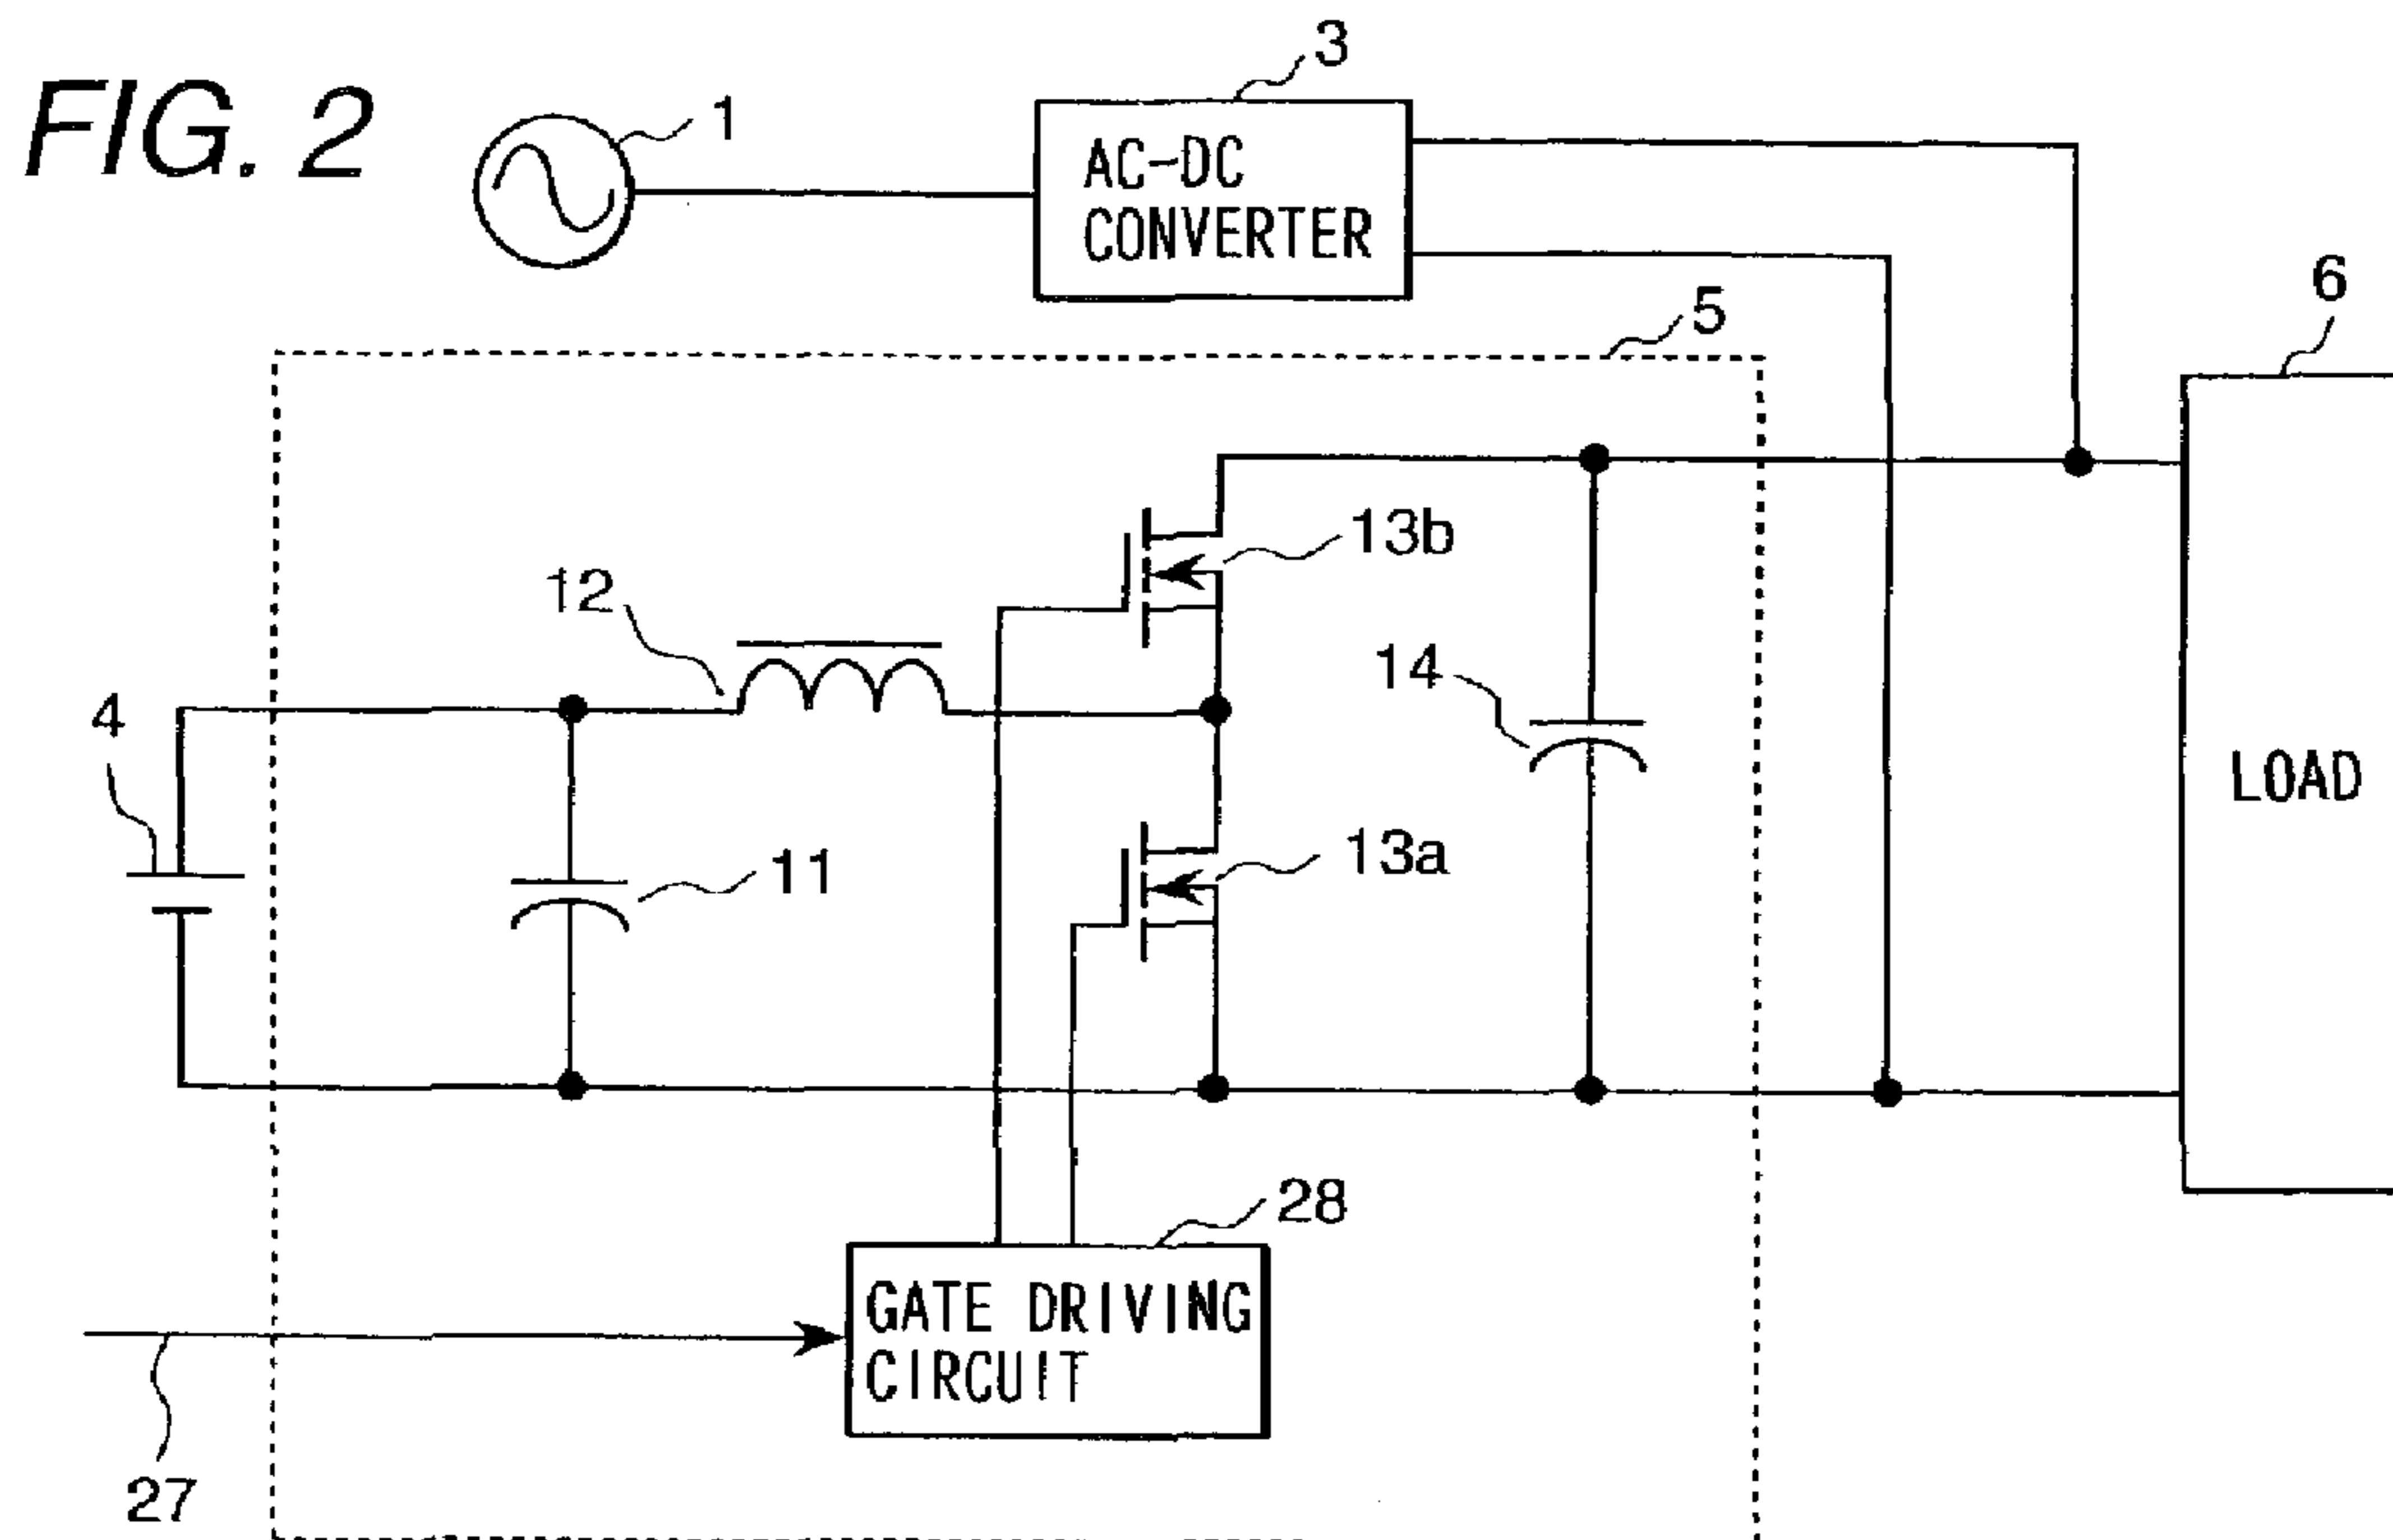 FIG. 2
1
3
AC-DC
CONVERTER
5
6
13b
12
14
4
LOAD
13a
11
28
GATE DRIVING
CIRCUIT
27